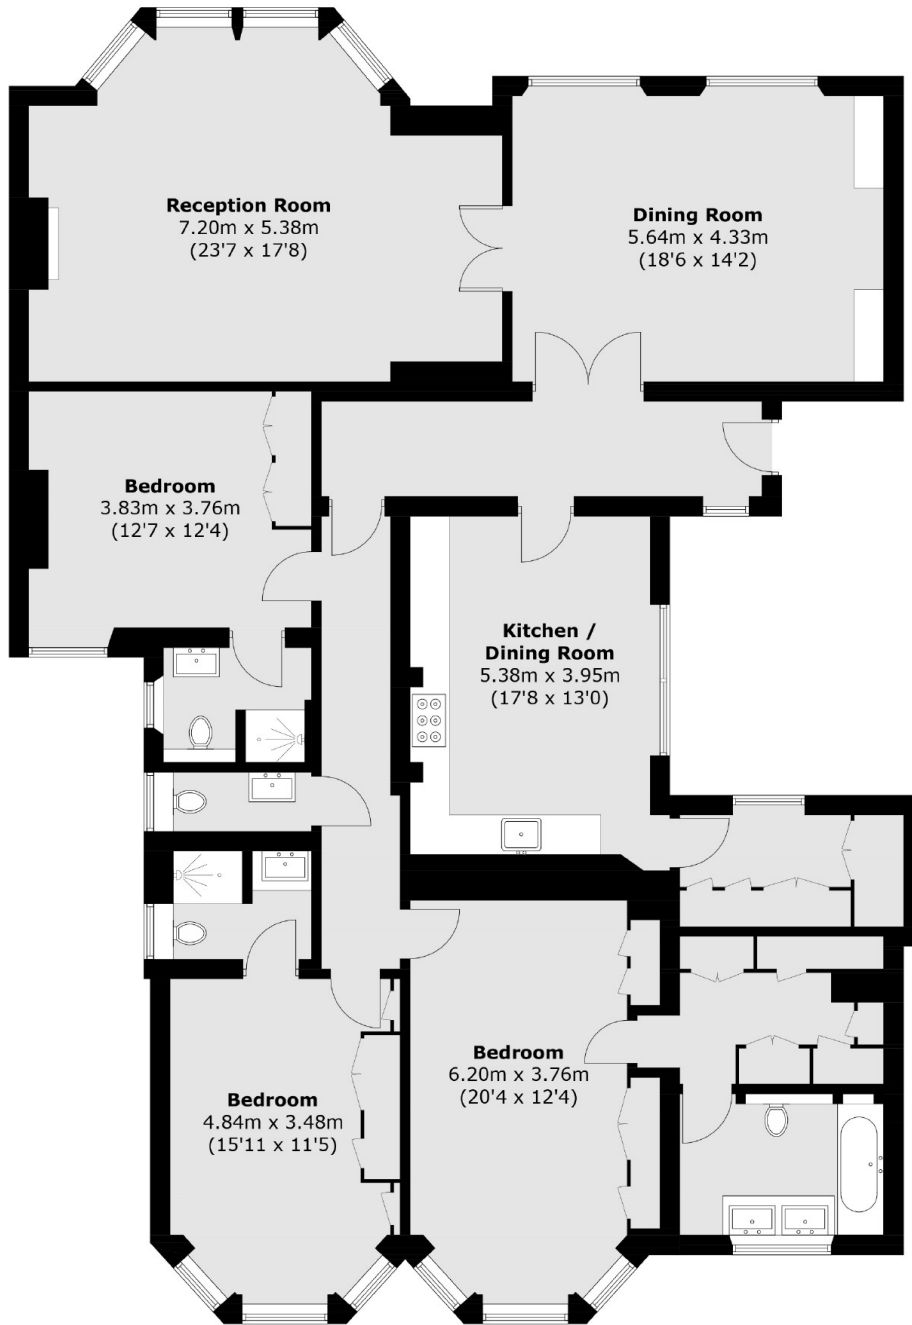 Reception Room
7.20m x 5.38m
(23'7 x 17'8)
Dining Room
5.64m x 4.33m
(18'6 x 14'2)
Bedroom
3.83m x 3.76m
(12'7 x 12'4)
Kitchen /
Dining Room
5.38m x 3.95m
(17'8 x 13'0)
Bedroom
6.20m x 3.76m
(20'4 x 12'4)
Bedroom
4.84m x 3.48m
(15'11 x 11'5)